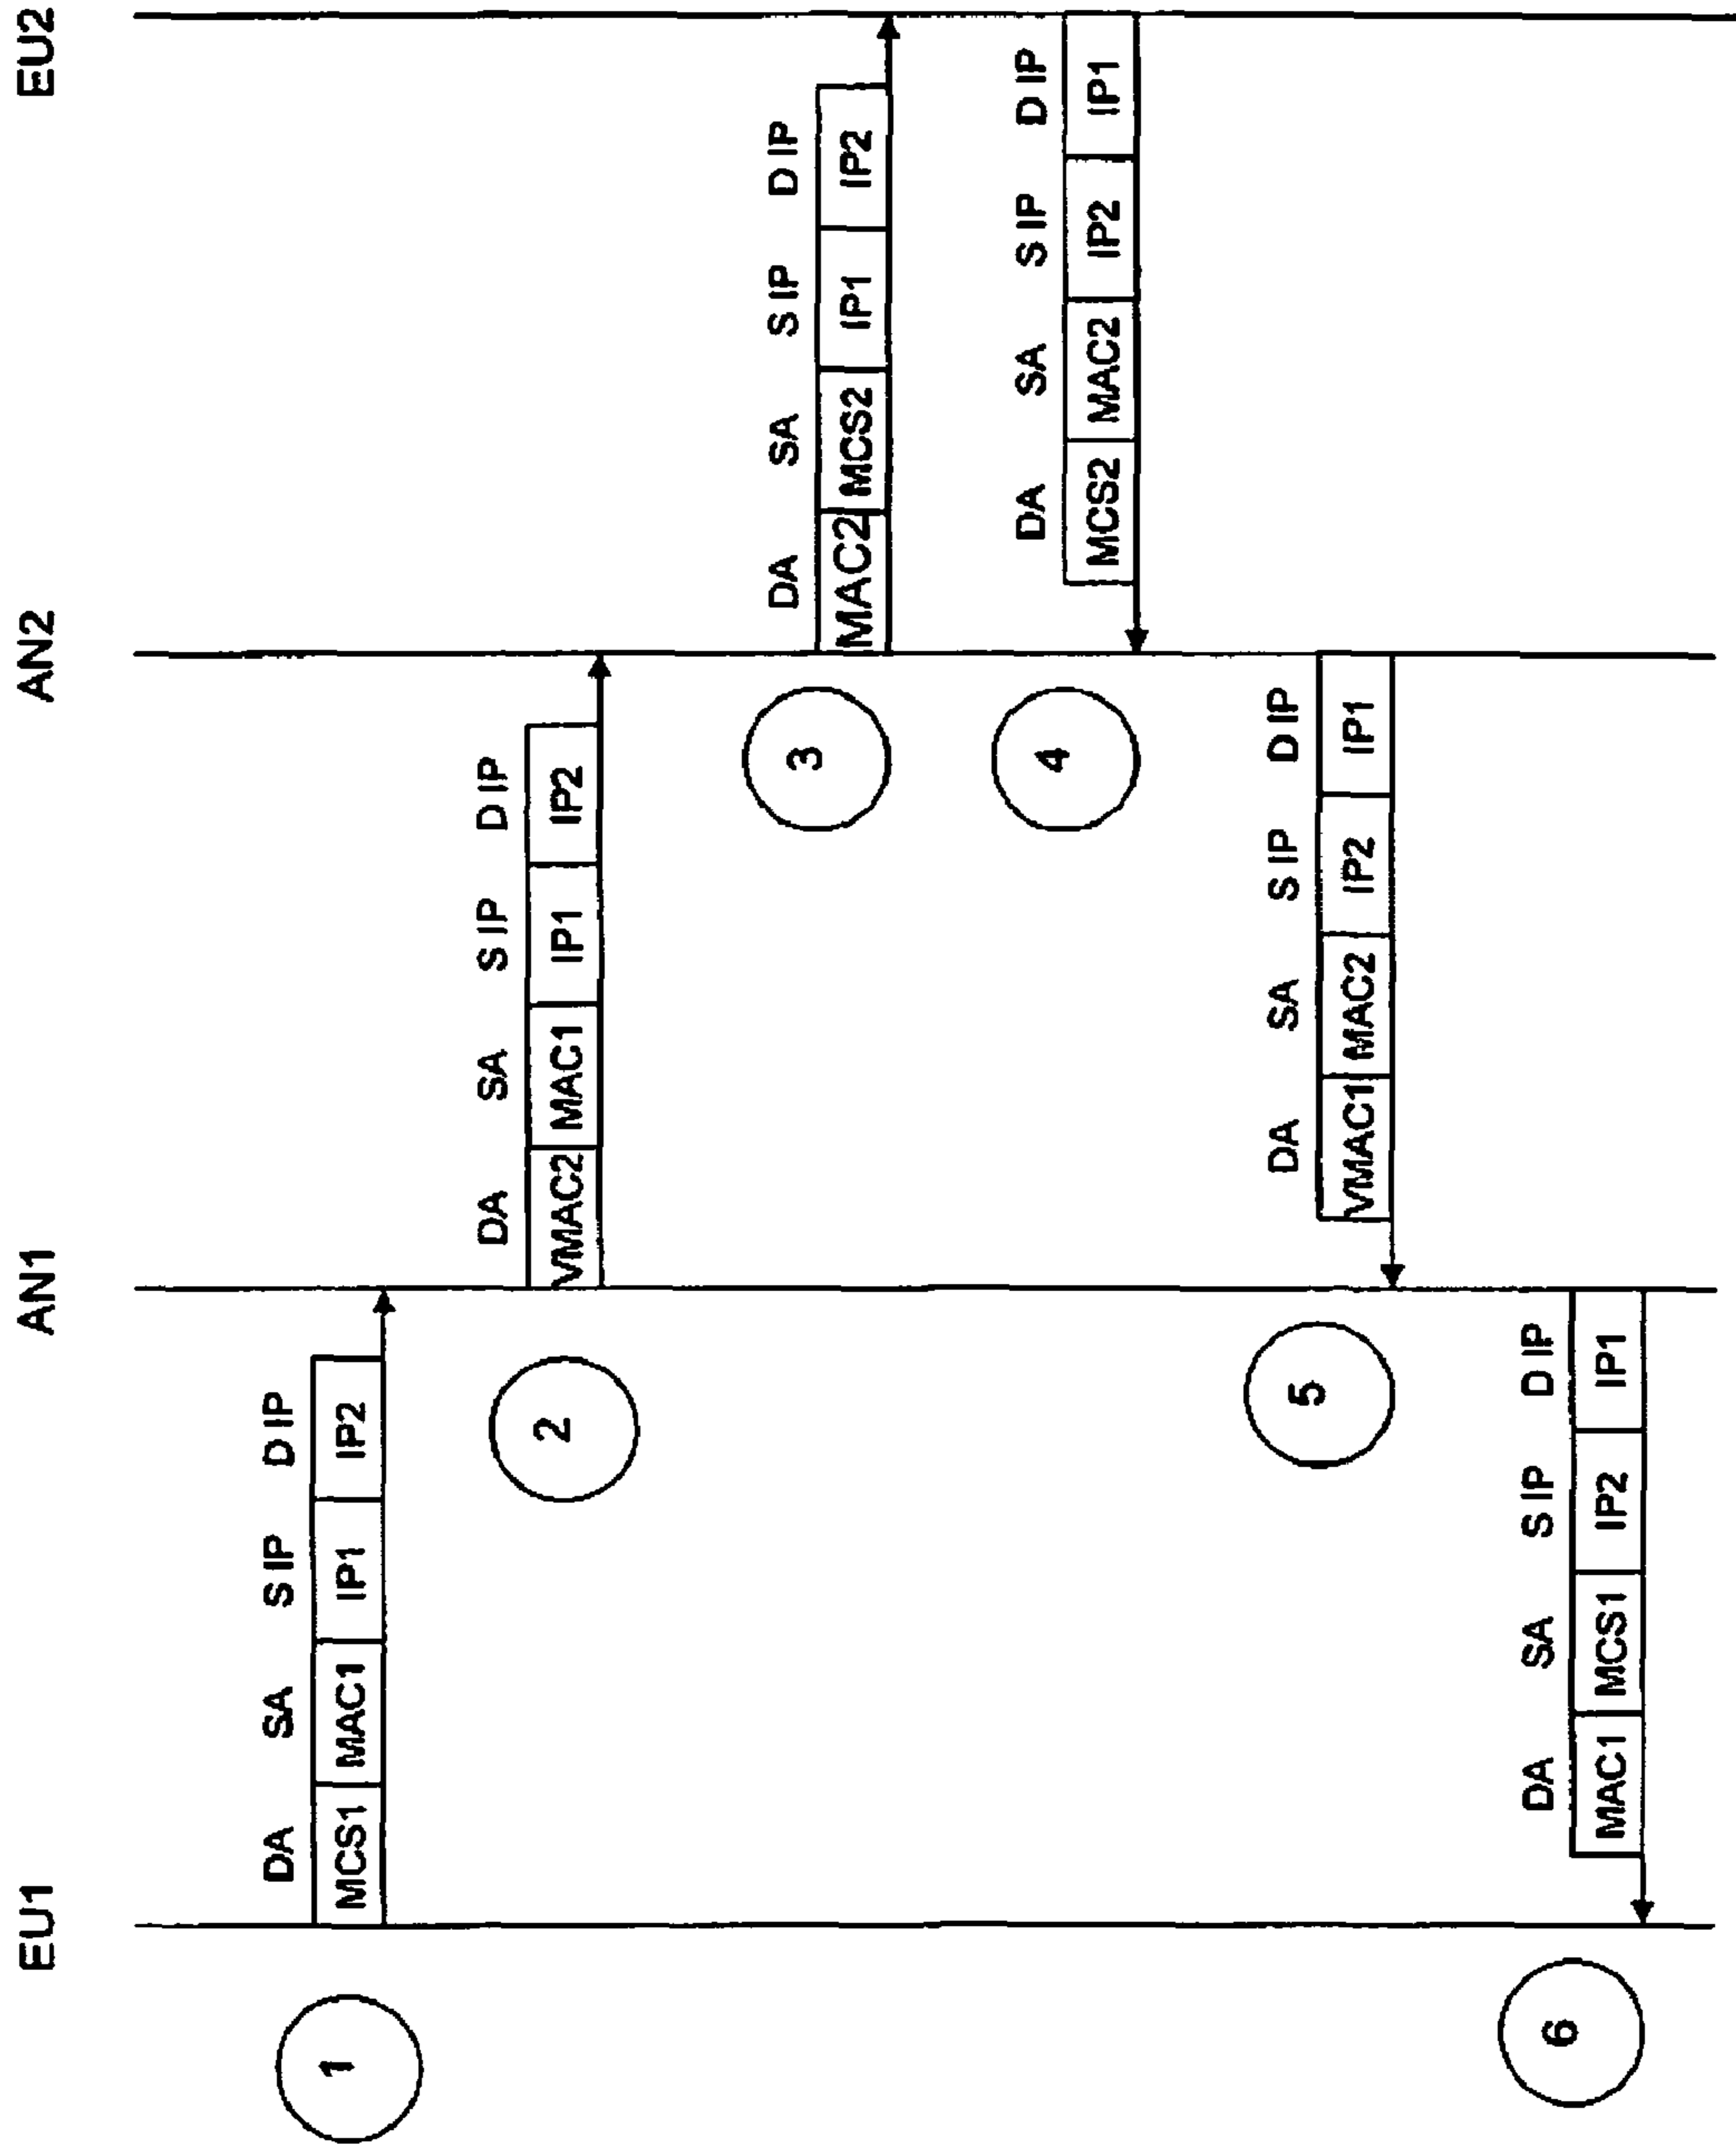 EU1 AN1 AN2 EU2
1
DA SA S IP D IP
MCS1 MAC1 IP1 IP2
2
DA SA S IP D IP
VMAC2 MAC1 IP1 IP2
3
DA SA S IP D IP
MAC2 MCS2 IP1 IP2
4
DA SA S IP D IP
MCS2 MAC2 IP2 IP1
5
DA SA S IP D IP
VMAC1 MAC2 IP2 IP1
6
DA SA S IP D IP
MAC1 MCS1 IP2 IP1